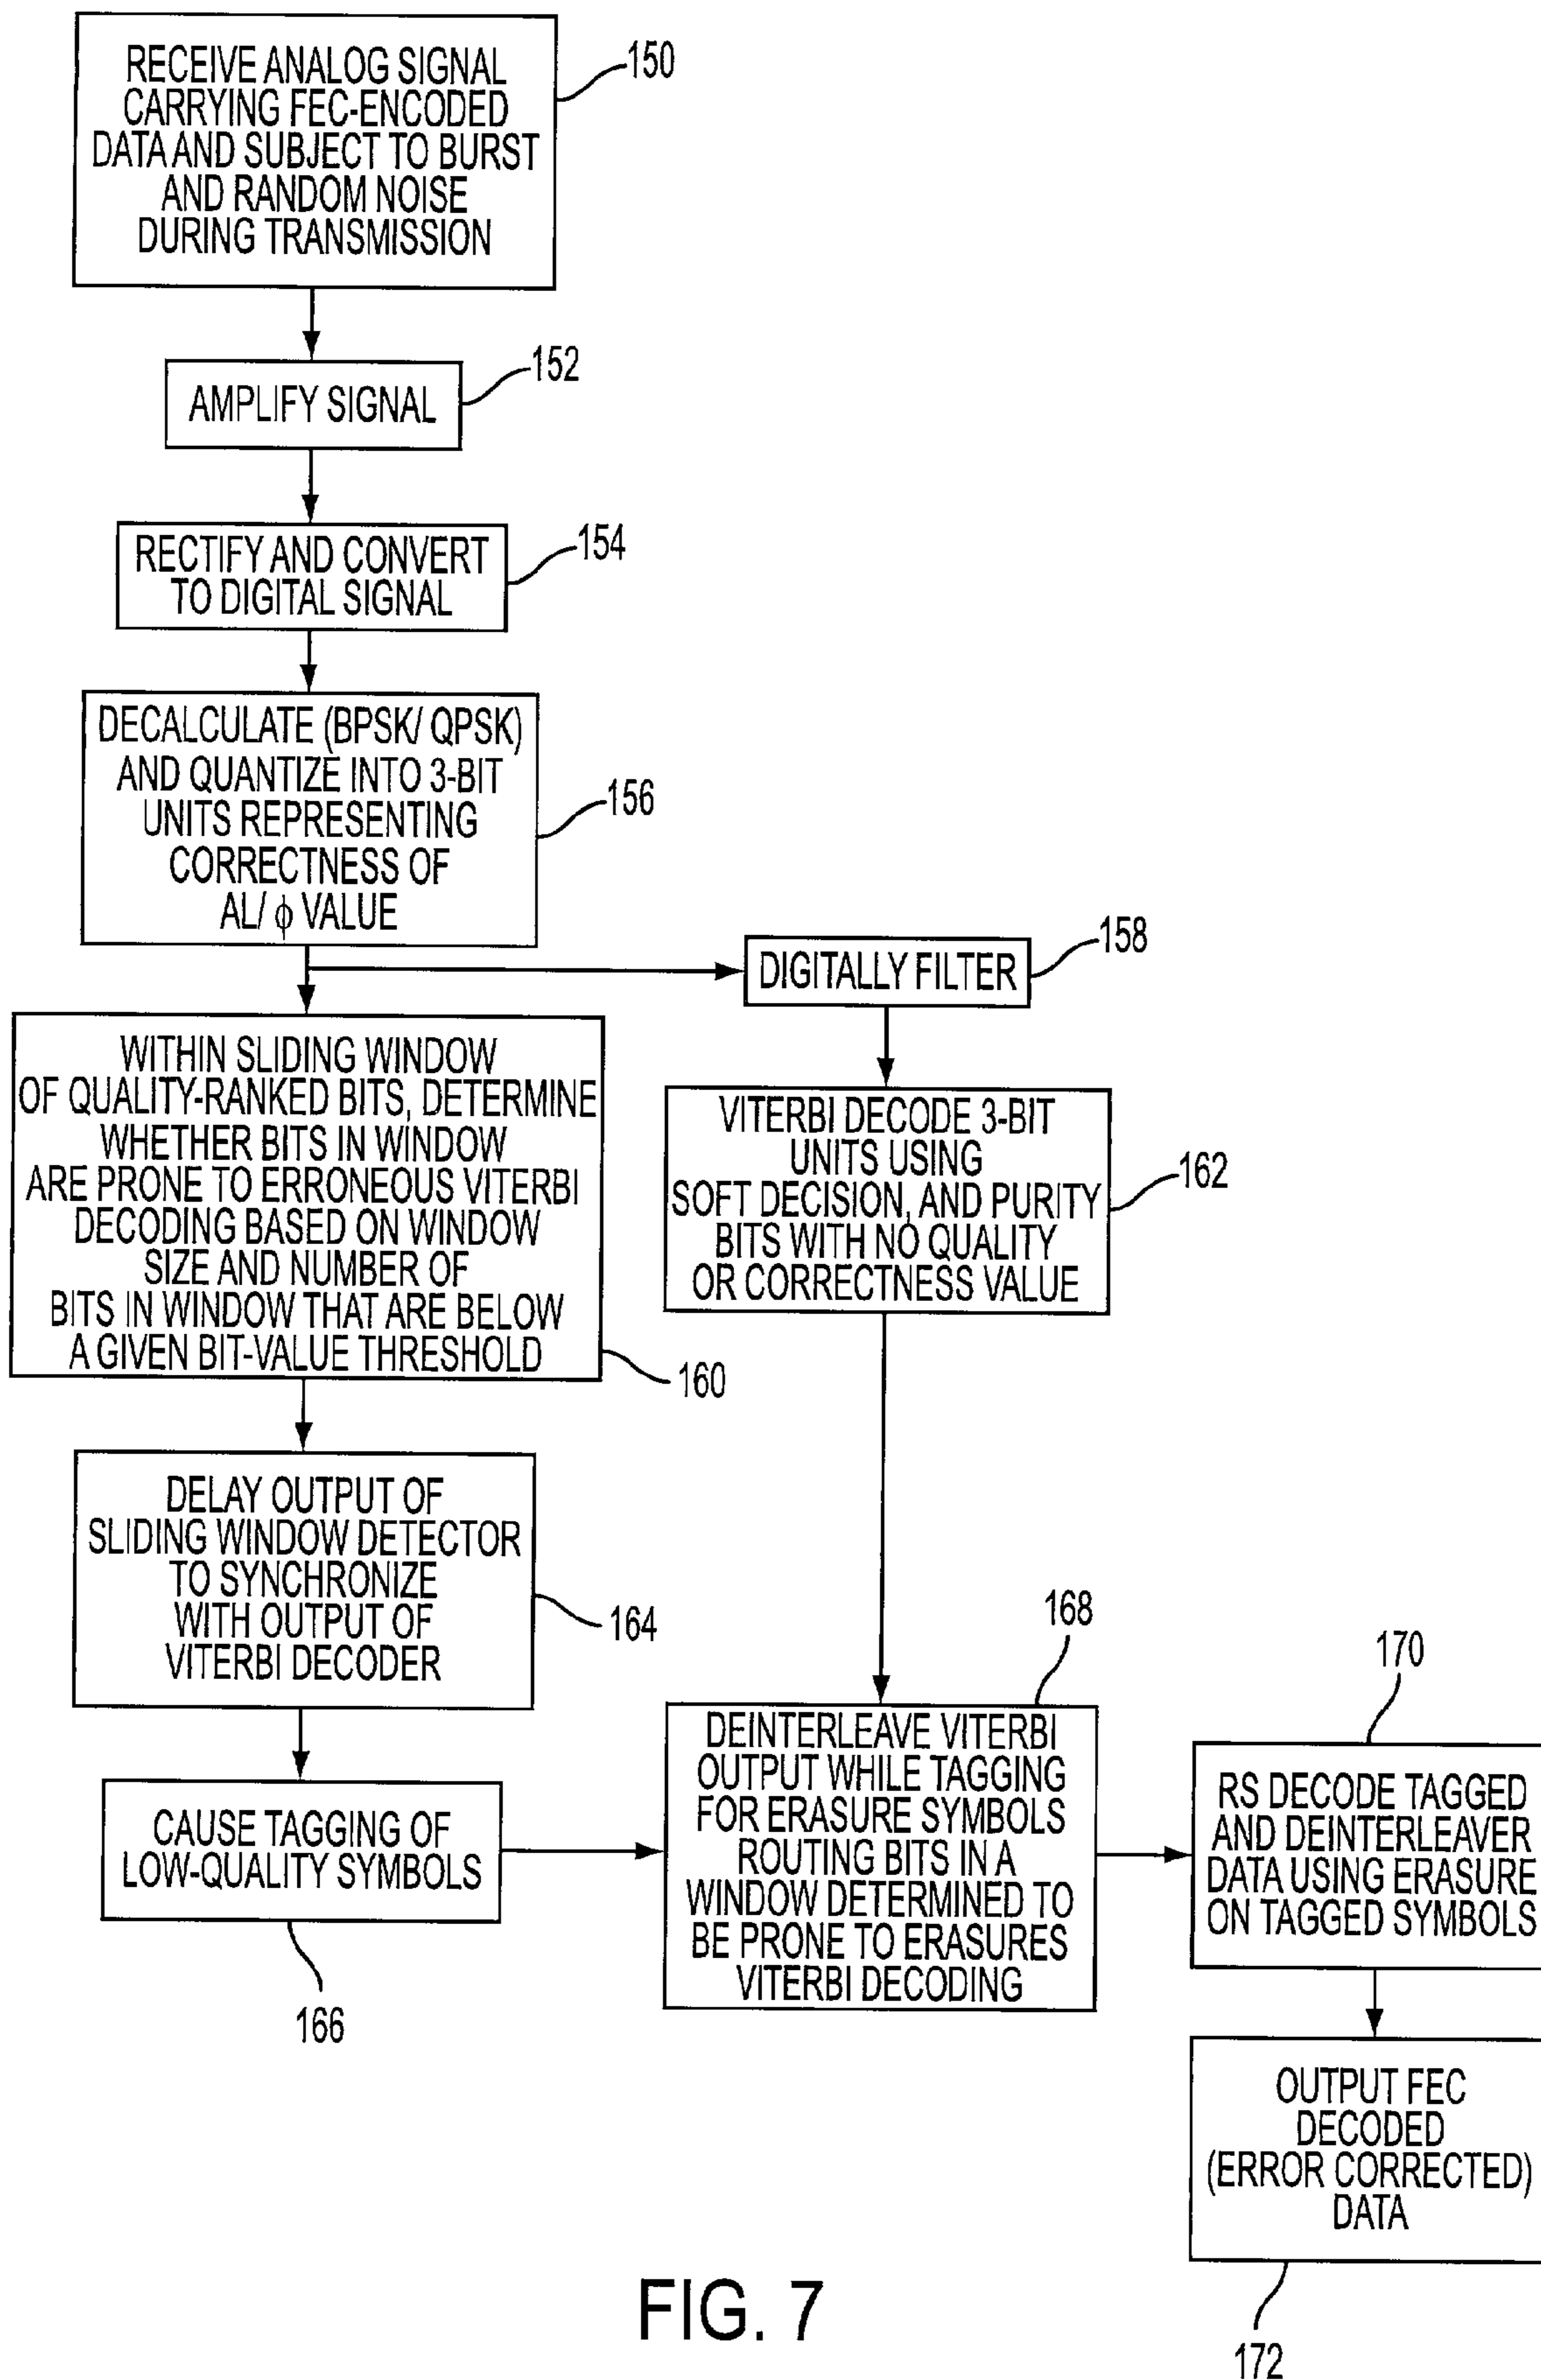 RECEIVE ANALOG SIGNAL
CARRYING FEC-ENCODED
DATA AND SUBJECT TO BURST
AND RANDOM NOISE
DURING TRANSMISSION
150
AMPLIFY SIGNAL
152
RECTIFY AND CONVERT
TO DIGITAL SIGNAL
154
DECALCULATE (BPSK/ QPSK)
AND QUANTIZE INTO 3-BIT
UNITS REPRESENTING
CORRECTNESS OF
AL/ ϕ VALUE
156
DIGITALLY FILTER
158
WITHIN SLIDING WINDOW
OF QUALITY-RANKED BITS, DETERMINE
WHETHER BITS IN WINDOW
ARE PRONE TO ERRONEOUS VITERBI
DECODING BASED ON WINDOW
SIZE AND NUMBER OF
BITS IN WINDOW THAT ARE BELOW
A GIVEN BIT-VALUE THRESHOLD
160
VITERBI DECODE 3-BIT
UNITS USING
SOFT DECISION, AND PURITY
BITS WITH NO QUALITY
OR CORRECTNESS VALUE
162
DELAY OUTPUT OF
SLIDING WINDOW DETECTOR
TO SYNCHRONIZE
WITH OUTPUT OF
VITERBI DECODER
164
CAUSE TAGGING OF
LOW-QUALITY SYMBOLS
166
DEINTERLEAVE VITERBI
OUTPUT WHILE TAGGING
FOR ERASURE SYMBOLS
ROUTING BITS IN A
WINDOW DETERMINED TO
BE PRONE TO ERASURES
VITERBI DECODING
168
RS DECODE TAGGED
AND DEINTERLEAVER
DATA USING ERASURE
ON TAGGED SYMBOLS
170
OUTPUT FEC
DECODED
(ERROR CORRECTED)
DATA
172
FIG. 7